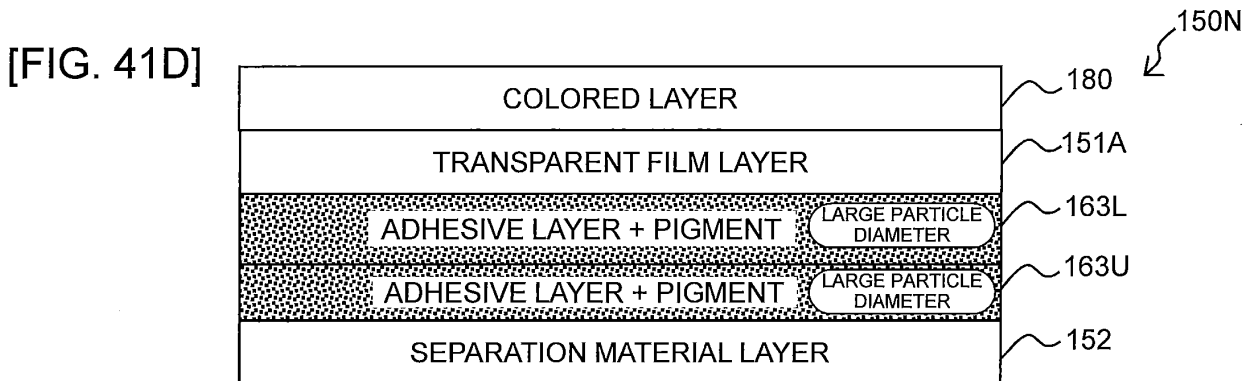 150N
[FIG. 41D]
COLORED LAYER
180
TRANSPARENT FILM LAYER
151A
ADHESIVE LAYER + PIGMENT
LARGE PARTICLE
DIAMETER
163L
ADHESIVE LAYER + PIGMENT
LARGE PARTICLE
DIAMETER
163U
SEPARATION MATERIAL LAYER
152